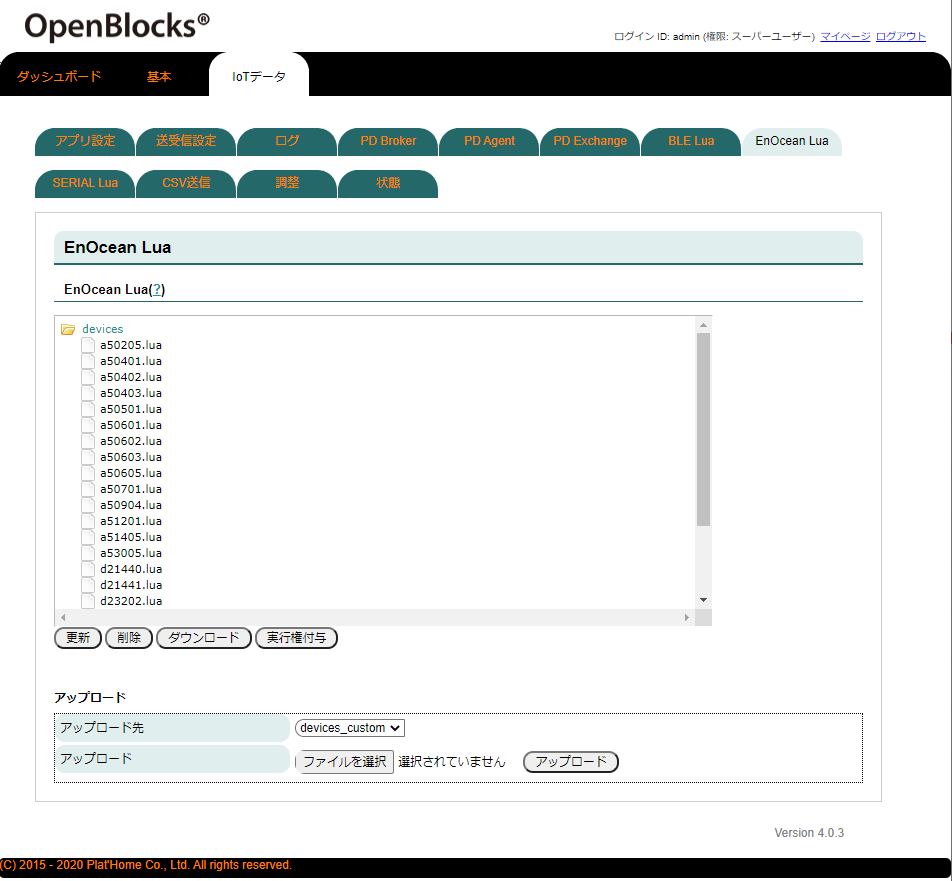 OpenBlocks®
ログイン ID: admin (権限: スーパーユーザー) マイページ ログアウト
ダッシュボード 基本 IoTデータ
アプリ設定 送受信設定 ログ PD Broker PD Agent PD Exchange BLE Lua EnOcean Lua
SERIAL Lua CSV送信 調整 状態
EnOcean Lua
EnOcean Lua(?)
devices
a50205.lua
a50401.lua
a50402.lua
a50403.lua
a50501.lua
a50601.lua
a50602.lua
a50603.lua
a50605.lua
a50701.lua
a50904.lua
a51201.lua
a51405.lua
a53005.lua
d21440.lua
d21441.lua
d23202.lua
更新 削除 ダウンロード 実行権付与
アップロード
アップロード先 devices_custom
アップロード ファイルを選択 選択されていません アップロード
Version 4.0.3
(C) 2015 - 2020 Plat'Home Co., Ltd. All rights reserved.